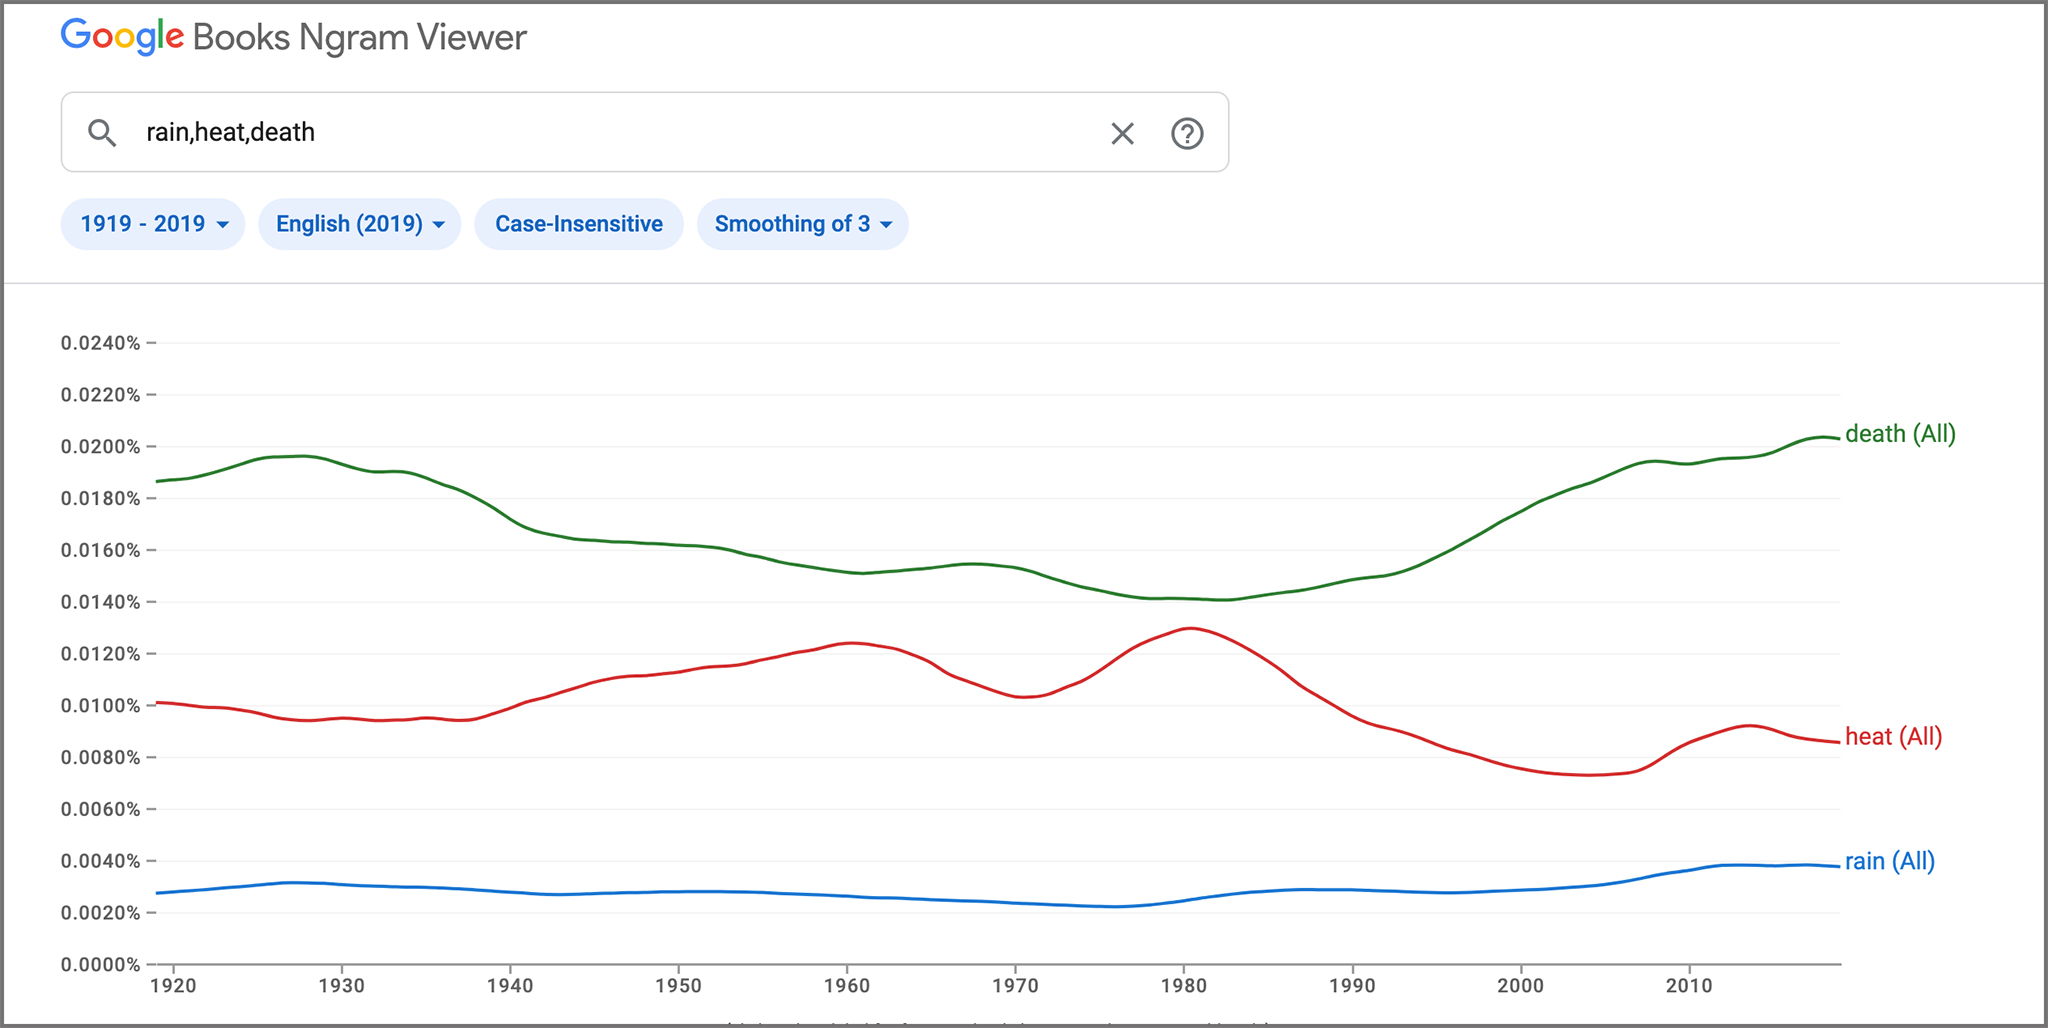 Google Books Ngram Viewer
rain,heat,death
1919 - 2019 English (2019) Case-Insensitive Smoothing of 3
0.0240%
0.0220%
0.0200%
death (All)
0.0180%
0.0160%
0.0140%
0.0120%
0.0100%
heat (All)
0.0080%
0.0060%
0.0040%
rain (All)
0.0020%
0.0000%
1920 1930 1940 1950 1960 1970 1980 1990 2000 2010